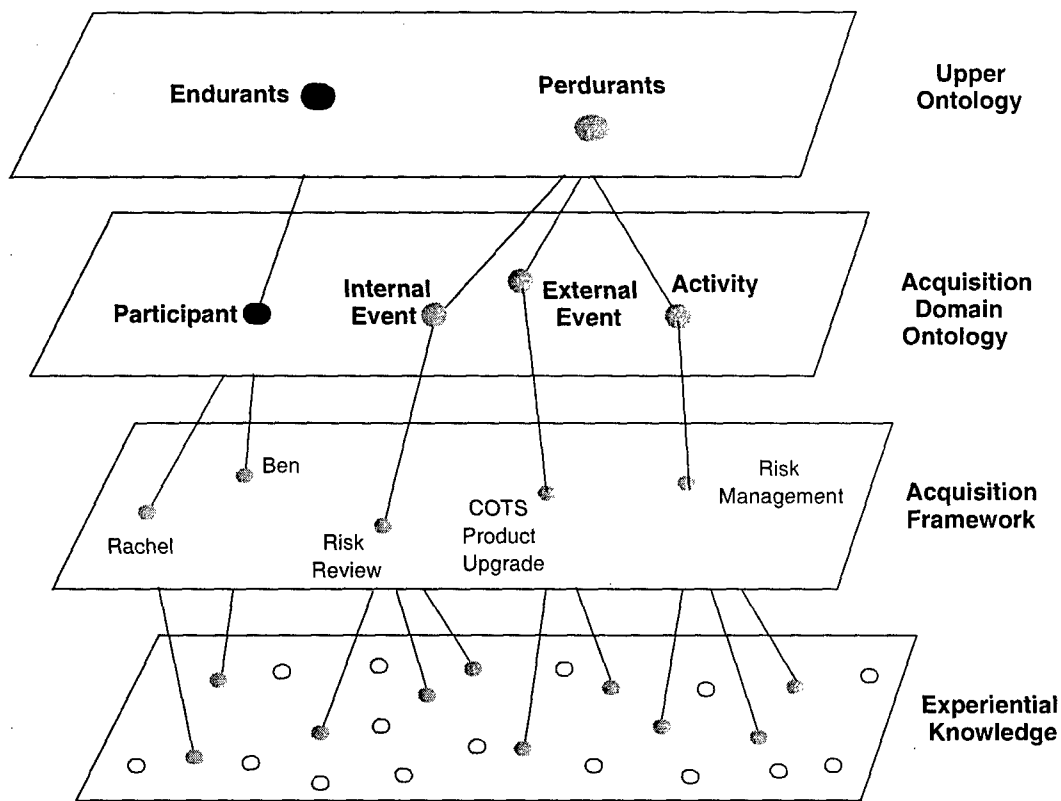 Endurants
Perdurants
Upper
Ontology
Participant
Internal
Event
External
Event
Activity
Acquisition
Domain
Ontology
Rachel
Ben
Risk
Review
COTS
Product
Upgrade
Risk
Management
Acquisition
Framework
Experiential
Knowledge